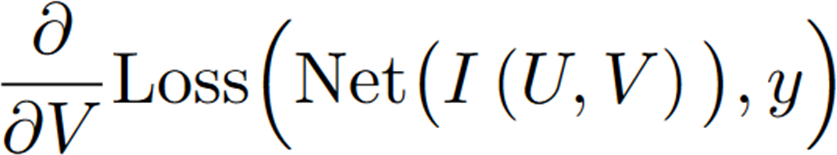 ∂/∂V Loss(Net(I (U, V) ), y)